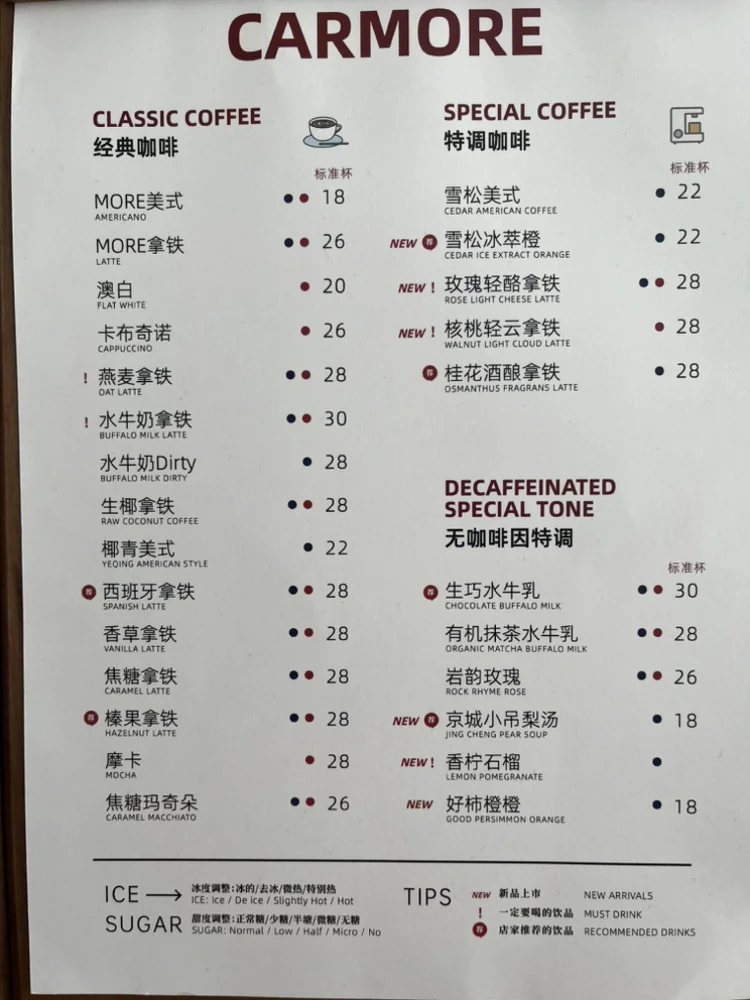 CARMORE
CLASSIC COFFEE
经典咖啡
标准杯
MORE美式 18
AMERICANO
MORE拿铁 26
LATTE
澳白 20
FLAT WHITE
卡布奇诺 26
CAPPUCCINO
! 燕麦拿铁 28
OAT LATTE
! 水牛奶拿铁 30
BUFFALO MILK LATTE
水牛奶Dirty 28
BUFFALO MILK DIRTY
生椰拿铁 28
RAW COCONUT COFFEE
椰青美式 22
YEQING AMERICAN STYLE
荐 西班牙拿铁 28
SPANISH LATTE
香草拿铁 28
VANILLA LATTE
焦糖拿铁 28
CARAMEL LATTE
荐 榛果拿铁 28
HAZELNUT LATTE
摩卡 28
MOCHA
焦糖玛奇朵 26
CARAMEL MACCHIATO
SPECIAL COFFEE
特调咖啡
标准杯
雪松美式 22
CEDAR AMERICAN COFFEE
NEW 荐 雪松冰萃橙 22
CEDAR ICE EXTRACT ORANGE
NEW ! 玫瑰轻酪拿铁 28
ROSE LIGHT CHEESE LATTE
NEW ! 核桃轻云拿铁 28
WALNUT LIGHT CLOUD LATTE
荐 桂花酒酿拿铁 28
OSMANTHUS FRAGRANS LATTE
DECAFFEINATED
SPECIAL TONE
无咖啡因特调
标准杯
荐 生巧水牛乳 30
CHOCOLATE BUFFALO MILK
有机抹茶水牛乳 28
ORGANIC MATCHA BUFFALO MILK
岩韵玫瑰 26
ROCK RHYME ROSE
NEW 荐 京城小吊梨汤 18
JING CHENG PEAR SOUP
NEW ! 香柠石榴
LEMON POMEGRANATE
NEW 好柿橙橙 18
GOOD PERSIMMON ORANGE
ICE → 冰度调整:冰的/去冰/微热/特别热
ICE: Ice / De ice / Slightly Hot / Hot
SUGAR 甜度调整:正常糖/少糖/半糖/微糖/无糖
SUGAR: Normal / Low / Half / Micro / No
TIPS
NEW 新品上市 NEW ARRIVALS
! 一定要喝的饮品 MUST DRINK
荐 店家推荐的饮品 RECOMMENDED DRINKS